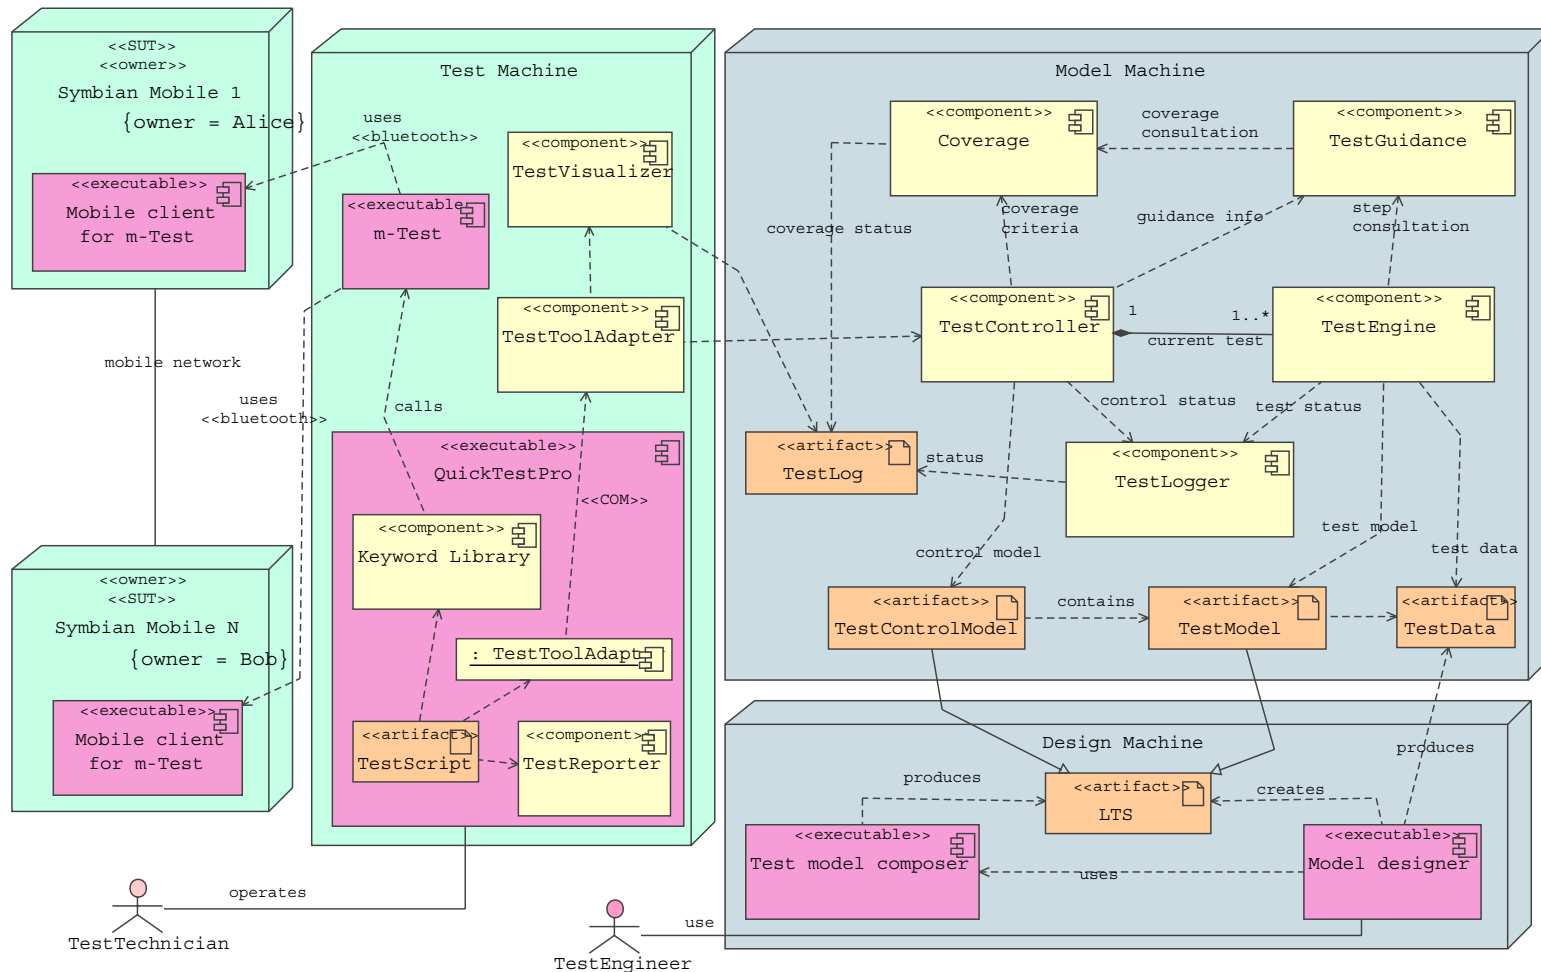 <<SUT>>
<<owner>>
Symbian Mobile 1
{owner = Alice}
<<executable>>
Mobile client
for m-Test
mobile network
<<owner>>
<<SUT>>
Symbian Mobile N
{owner = Bob}
<<executable>>
Mobile client
for m-Test
Test Machine
uses
<<bluetooth>>
<<component>>
TestVisualizer
<<executable
m-Test
<<component>>
TestToolAdapter
uses
<<bluetooth>>
calls
<<executable>>
QuickTestPro
<<COM>>
<<component>>
Keyword Library
: TestToolAdapt
<<artifact>>
TestScript
<<component>>
TestReporter
operates
TestTechnician
Model Machine
<<component>>
Coverage
coverage
consultation
<<component>>
TestGuidance
coverage status
coverage
criteria
guidance info
step
consultation
<<component>>
TestController
1
1..*
current test
<<component>>
TestEngine
control status
test status
<<artifact>>
TestLog
status
<<component>>
TestLogger
control model
test model
test data
<<artifact>>
TestControlModel
contains
<<artifact>>
TestModel
<<artifact>>
TestData
Design Machine
produces
<<artifact>>
LTS
creates
produces
<<executable>>
Test model composer
uses
<<executable>>
Model designer
use
TestEngineer